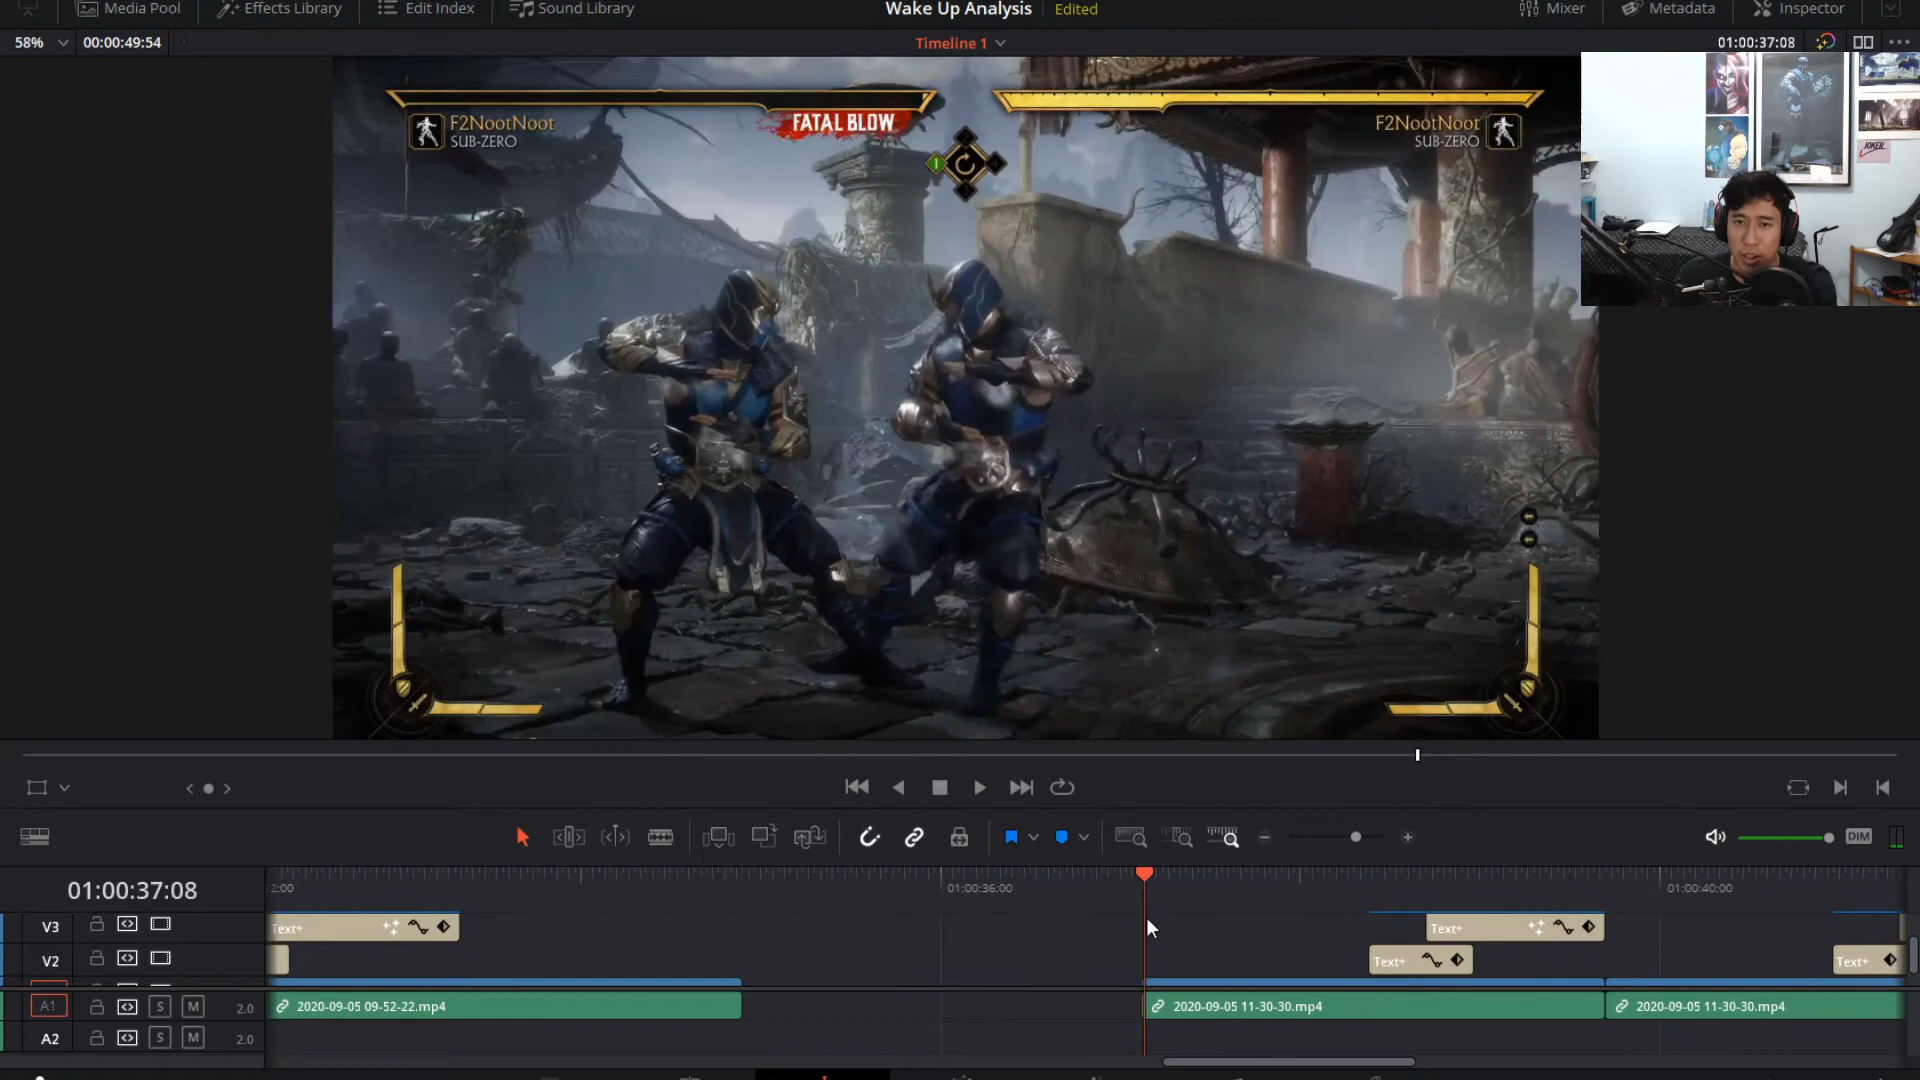 Media Pool
Effects Library
Edit Index
Sound Library
Wake Up Analysis
Edited
Mixer
Metadata
Inspector
58%
00:00:49:54
Timeline 1
01:00:37:08
F2NootNoot
SUB-ZERO
FATAL BLOW
F2NootNoot
SUB-ZERO
JOKER
DIM
01:00:37:08
2:00
01:00:36:00
01:00:40:00
V3
Text+
Text+
V2
Text+
Text+
A1
S
M
2.0
2020-09-05 09-52-22.mp4
2020-09-05 11-30-30.mp4
2020-09-05 11-30-30.mp4
A2
S
M
2.0